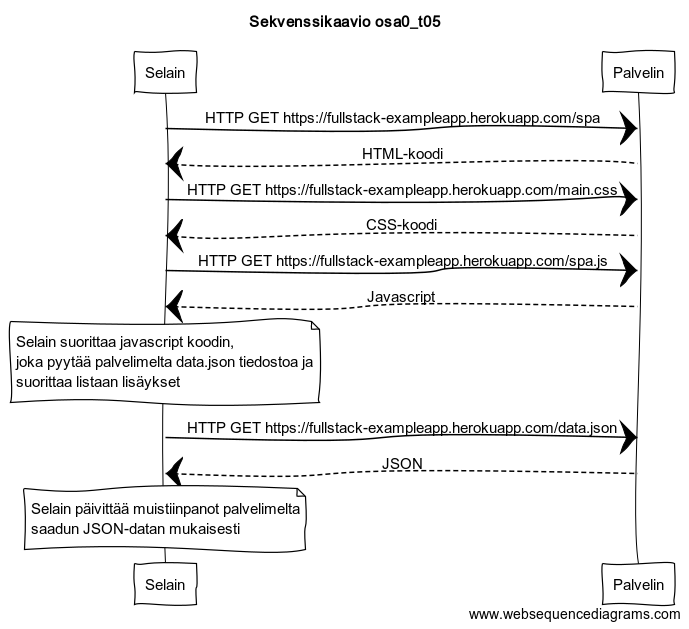 Sekvenssikaavio osa0_t05
Selain
Palvelin
HTTP GET https://fullstack-exampleapp.herokuapp.com/spa
HTML-koodi
HTTP GET https://fullstack-exampleapp.herokuapp.com/main.css
CSS-koodi
HTTP GET https://fullstack-exampleapp.herokuapp.com/spa.js
Javascript
Selain suorittaa javascript koodin,
joka pyytää palvelimelta data.json tiedostoa ja
suorittaa listaan lisäykset
HTTP GET https://fullstack-exampleapp.herokuapp.com/data.json
JSON
Selain päivittää muistiinpanot palvelimelta
saadun JSON-datan mukaisesti
Selain
Palvelin
www.websequencediagrams.com